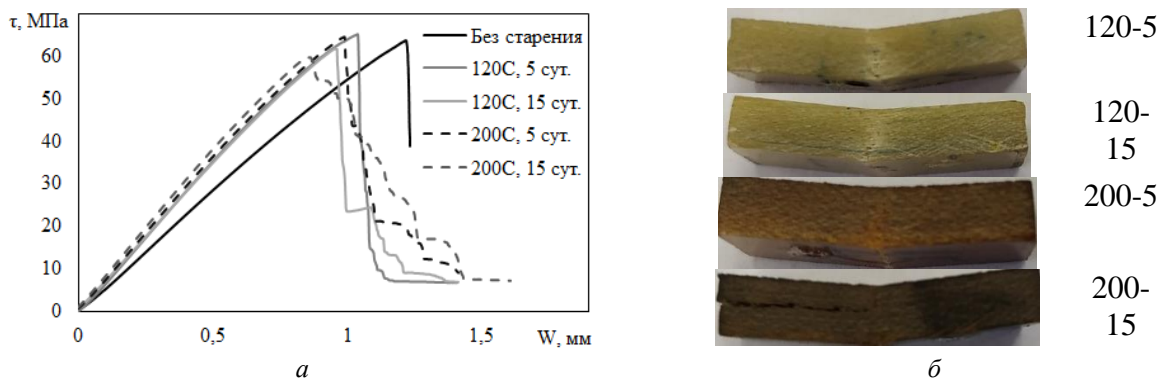 τ, МПа
60
50
40
30
20
10
0
0
0,5
1
1,5
W, мм
Без старения
120С, 5 сут.
120С, 15 сут.
200С, 5 сут.
200С, 15 сут.
а
120-5
120-
15
200-5
200-
15
б